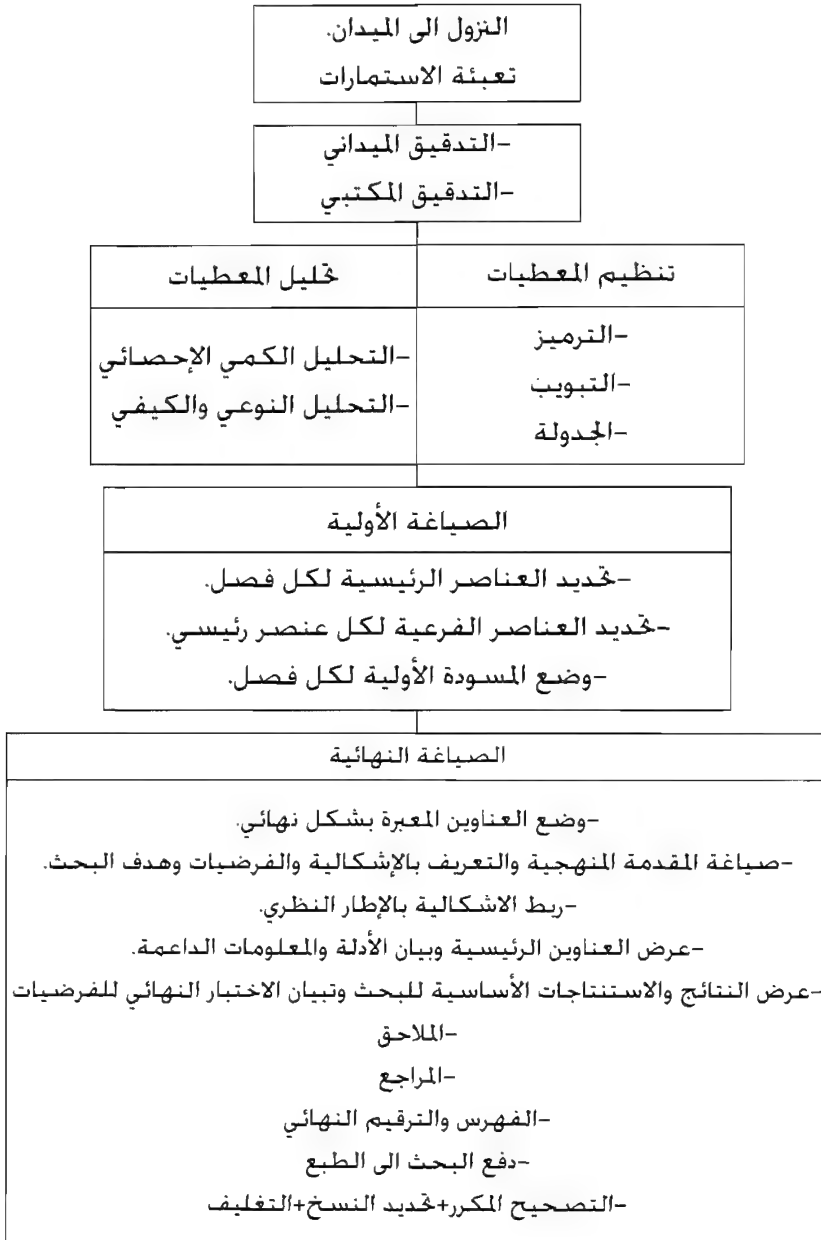 النزول الى الميدان.
تعبئة الاستمارات
-التدقيق الميداني
-التدقيق المكتبي
تنظيم المعطيات
-الترميز
-التبويب
-الجدولة
تحليل المعطيات
-التحليل الكمي الإحصائي
-التحليل النوعي والكيفي
الصياغة الأولية
-تحديد العناصر الرئيسية لكل فصل.
-تحديد العناصر الفرعية لكل عنصر رئيسي.
-وضع المسودة الأولية لكل فصل.
الصياغة النهائية
-وضع العناوين المعبرة بشكل نهائي.
-صياغة المقدمة المنهجية والتعريف بالإشكالية والفرضيات وهدف البحث.
-ربط الاشكالية بالإطار النظري.
-عرض العناوين الرئيسية وبيان الأدلة والمعلومات الداعمة.
-عرض النتائج والاستنتاجات الأساسية للبحث وتبيان الاختبار النهائي للفرضيات
-الملاحق
-المراجع
-الفهرس والترقيم النهائي
-دفع البحث الى الطبع
-التصحيح المكرر+تحديد النسخ+التغليف